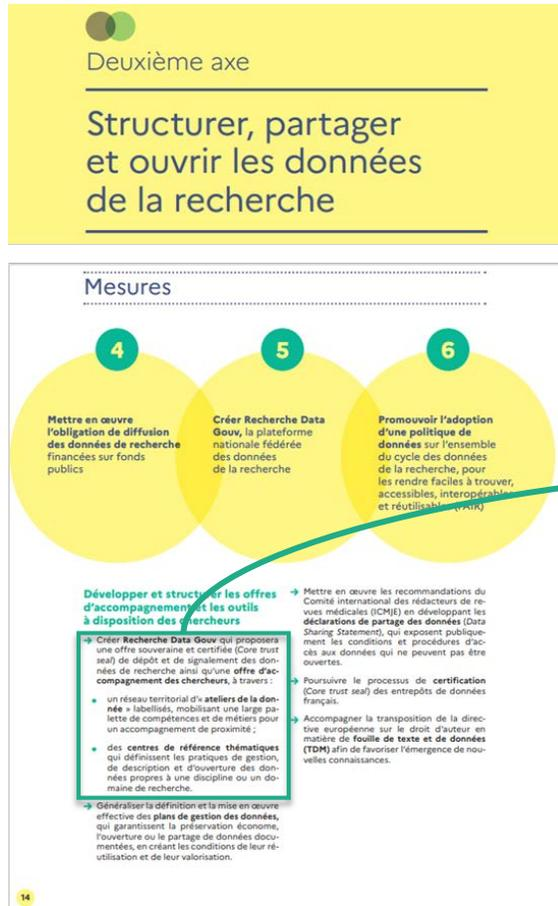 Deuxième axe
Structurer, partager
et ouvrir les données
de la recherche
Mesures
4
Mettre en œuvre
l'obligation de diffusion
des données de recherche
financées sur fonds
publics
5
Créer Recherche Data
Gouv, la plateforme
nationale fédérée
des données
de la recherche
6
Promouvoir l'adoption
d'une politique de
données sur l'ensemble
du cycle des données
de la recherche, pour
les rendre faciles à trouver,
accessibles, interopérables
et réutilisables (FAIR)
Développer et structurer les offres
d'accompagnement et les outils
à disposition des chercheurs
→ Créer Recherche Data Gouv qui proposera
une offre souveraine et certifiée (Core trust
seal) de dépôt et de signalement des don-
nées de recherche ainsi qu'une offre d'ac-
compagnement des chercheurs, à travers :
• un réseau territorial d'« ateliers de la don-
née » labellisés, mobilisant une large pa-
lette de compétences et de métiers pour
un accompagnement de proximité ;
• des centres de référence thématiques
qui définissent les pratiques de gestion,
de description et d'ouverture des don-
nées propres à une discipline ou un do-
maine de recherche.
→ Généraliser la définition et la mise en œuvre
effective des plans de gestion des données,
qui garantissent la préservation économe,
l'ouverture ou le partage de données docu-
mentées, en créant les conditions de leur ré-
utilisation et de leur valorisation.
→ Mettre en œuvre les recommandations du
Comité international des rédacteurs de re-
vues médicales (ICMJE) en développant les
déclarations de partage des données (Data
Sharing Statement), qui exposent publique-
ment les conditions et procédures d'ac-
cès aux données qui ne peuvent pas être
ouvertes.
→ Poursuivre le processus de certification
(Core trust seal) des entrepôts de données
français.
→ Accompagner la transposition de la direc-
tive européenne sur le droit d'auteur en
matière de fouille de texte et de données
(TDM) afin de favoriser l'émergence de nou-
velles connaissances.
14